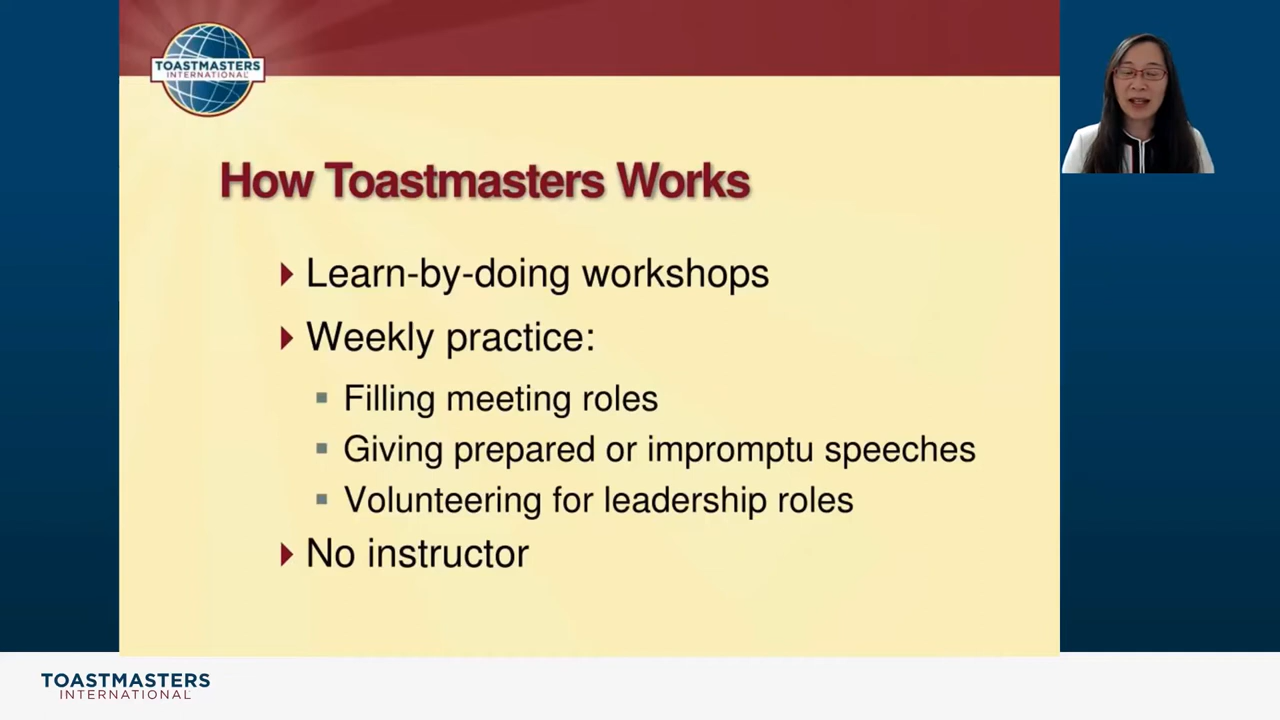 TOASTMASTERS
INTERNATIONAL
How Toastmasters Works
Learn-by-doing workshops
Weekly practice:
Filling meeting roles
Giving prepared or impromptu speeches
Volunteering for leadership roles
No instructor
TOASTMASTERS
INTERNATIONAL